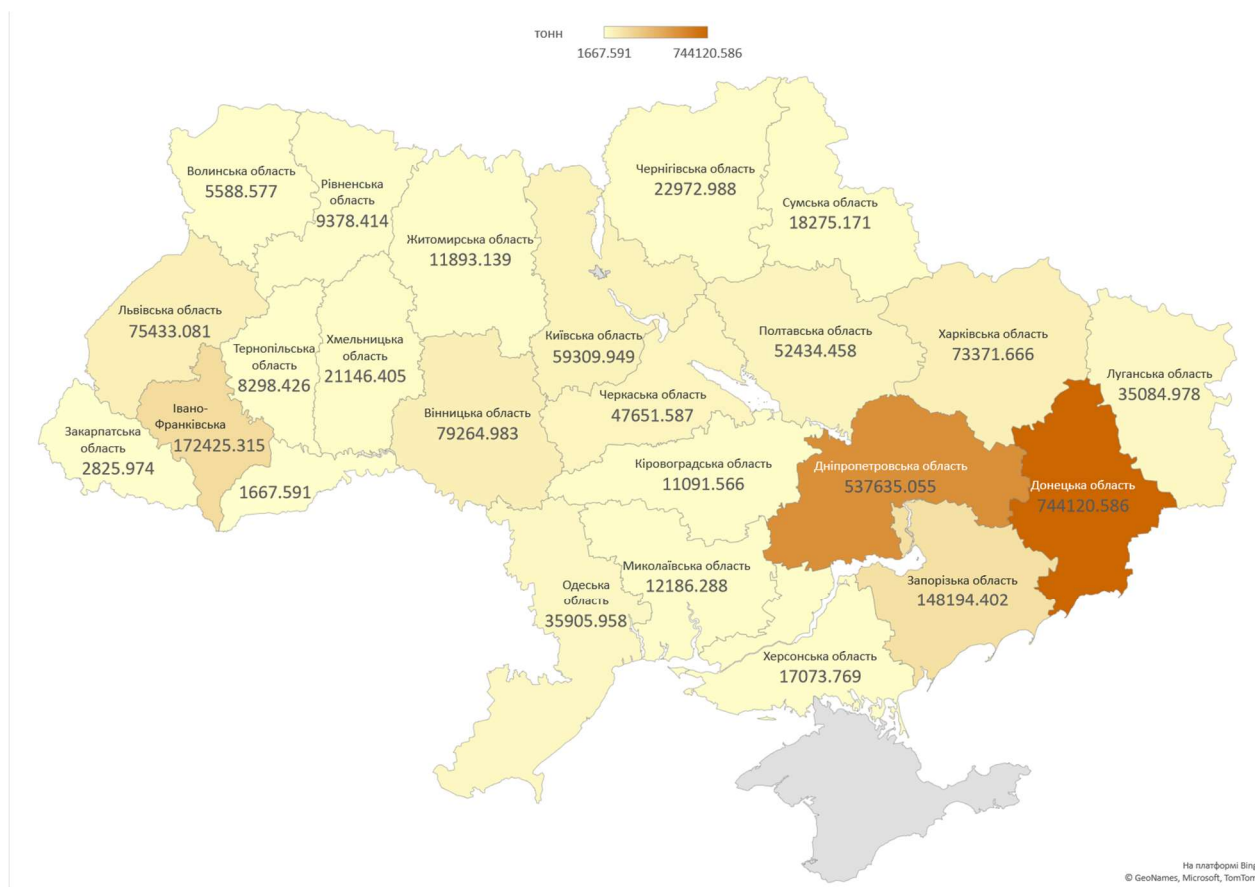 тонн
1667.591
744120.586
Волинська область
5588.577
Рівненська
область
9378.414
Житомирська область
11893.139
Чернігівська область
22972.988
Сумська область
18275.171
Львівська область
75433.081
Тернопільська
область
8298.426
Хмельницька
область
21146.405
Київська область
59309.949
Полтавська область
52434.458
Харківська область
73371.666
Луганська область
35084.978
Закарпатська
область
2825.974
Івано-
Франківська
172425.315
1667.591
Вінницька область
79264.983
Черкаська область
47651.587
Кіровоградська область
11091.566
Дніпропетровська область
537635.055
Донецька область
744120.586
Одеська
область
35905.958
Миколаївська область
12186.288
Запорізька область
148194.402
Херсонська область
17073.769
На платформі Bing
© GeoNames, Microsoft, TomTom